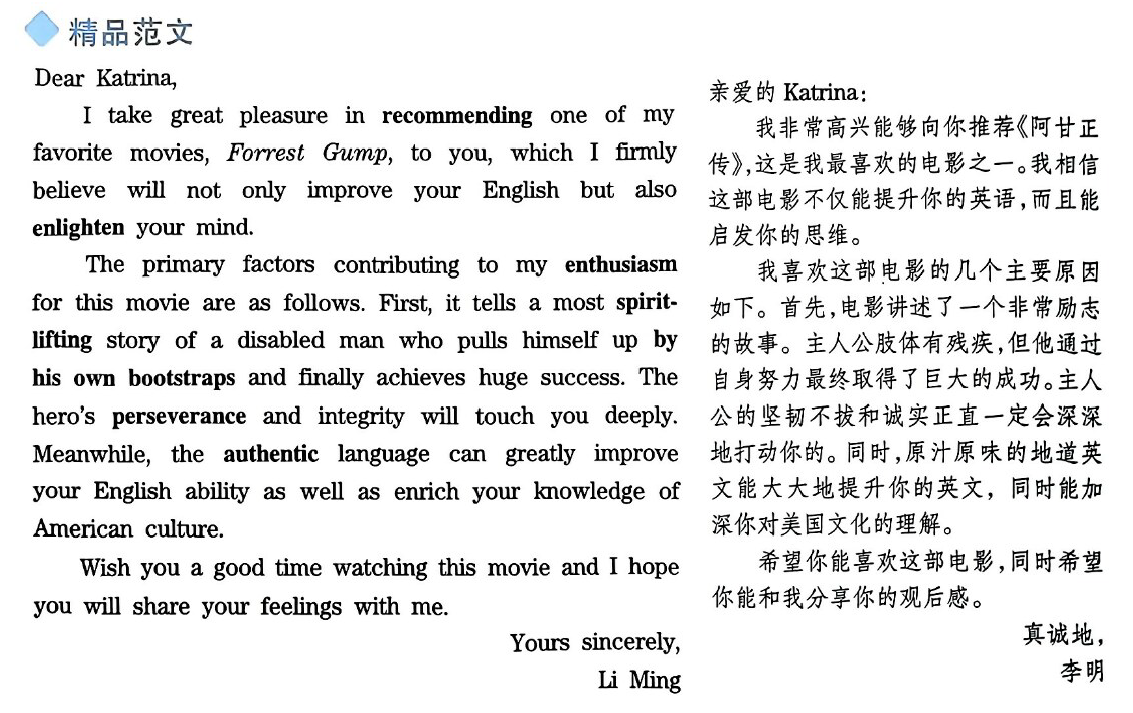 精品范文
Dear Katrina,
I take great pleasure in recommending one of my
favorite movies, Forrest Gump, to you, which I firmly
believe will not only improve your English but also
enlighten your mind.
The primary factors contributing to my enthusiasm
for this movie are as follows. First, it tells a most spirit-
lifting story of a disabled man who pulls himself up by
his own bootstraps and finally achieves huge success. The
hero's perseverance and integrity will touch you deeply.
Meanwhile, the authentic language can greatly improve
your English ability as well as enrich your knowledge of
American culture.
Wish you a good time watching this movie and I hope
you will share your feelings with me.
Yours sincerely,
Li Ming
亲爱的 Katrina:
我非常高兴能够向你推荐《阿甘正
传》,这是我最喜欢的电影之一。我相信
这部电影不仅能提升你的英语,而且能
启发你的思维。
我喜欢这部电影的几个主要原因
如下。首先,电影讲述了一个非常励志
的故事。主人公肢体有残疾,但他通过
自身努力最终取得了巨大的成功。主人
公的坚韧不拔和诚实正直一定会深深
地打动你的。同时,原汁原味的地道英
文能大大地提升你的英文,同时能加
深你对美国文化的理解。
希望你能喜欢这部电影,同时希望
你能和我分享你的观后感。
真诚地,
李明